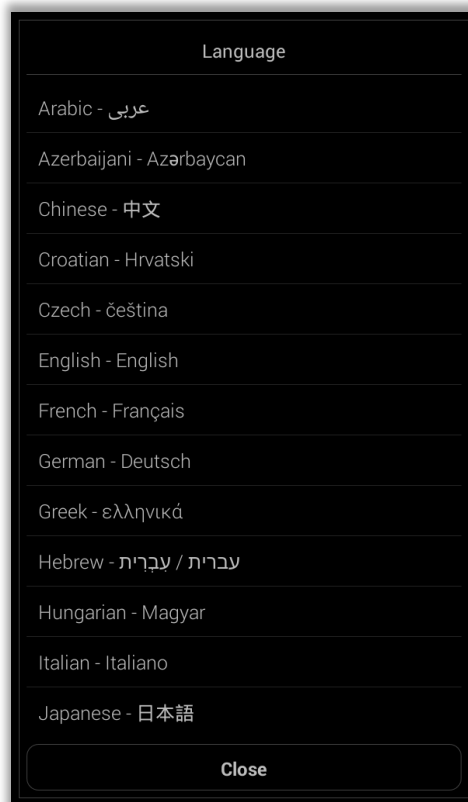 Language
Arabic - عربى
Azerbaijani - Azərbaycan
Chinese - 中文
Croatian - Hrvatski
Czech - čeština
English - English
French - Français
German - Deutsch
Greek - ελληνικά
Hebrew - עברית / עִבְרִית
Hungarian - Magyar
Italian - Italiano
Japanese - 日本語
Close